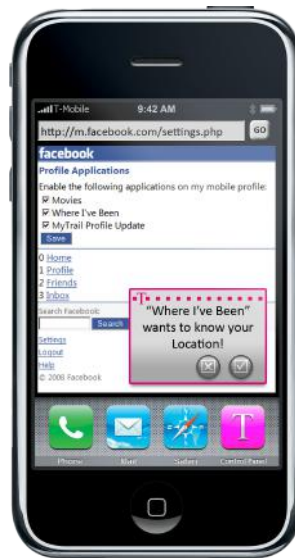 T-Mobile 9:42 AM
http://m.facebook.com/settings.php GO
facebook
Profile Applications
Enable the following applications on my mobile profile:
Movies
Where I've Been
MyTrail Profile Update
Save
0 Home
1 Profile
2 Friends
3 Inbox
Search Facebook:
Search
Settings
Logout
Help
© 2008 Facebook
T
"Where I've Been"
wants to know your
Location!
T
Phone Mail Safari Control Panel